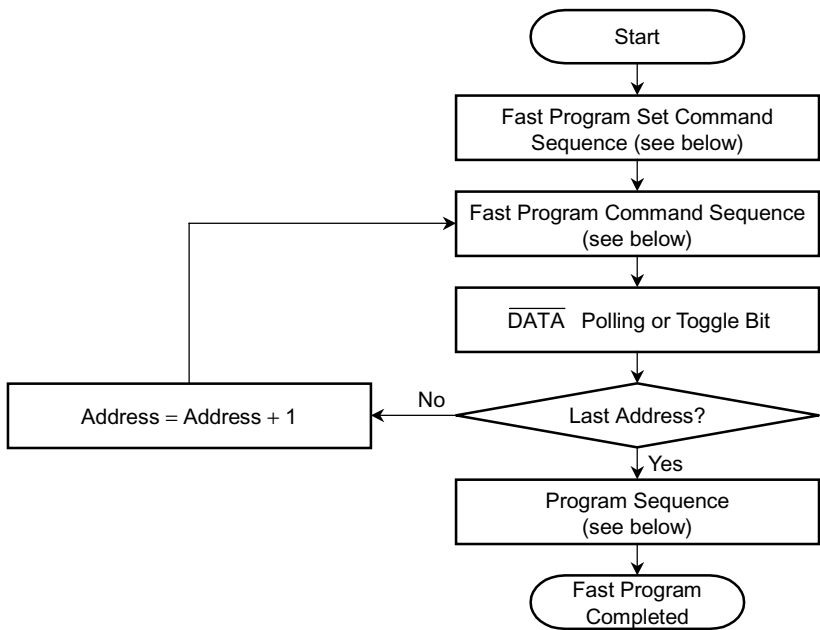 Start
Fast Program Set Command
Sequence (see below)
Fast Program Command Sequence
(see below)
D̅A̅T̅A̅ Polling or Toggle Bit
Address = Address + 1
No
Last Address?
Yes
Program Sequence
(see below)
Fast Program
Completed